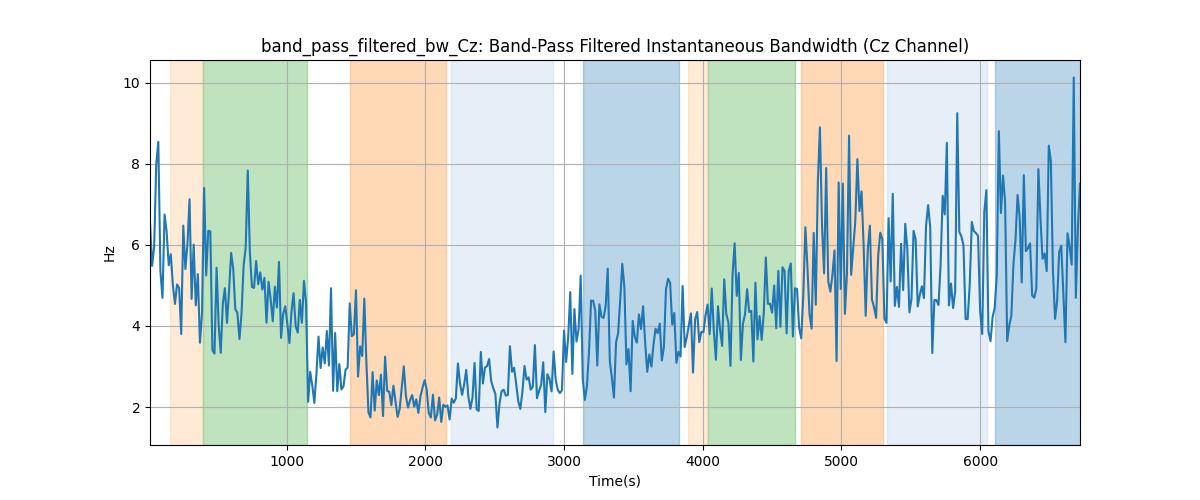 band_pass_filtered_bw_Cz: Band-Pass Filtered Instantaneous Bandwidth (Cz Channel)
10
8
6
4
2
Hz
1000 2000 3000 4000 5000 6000
Time(s)